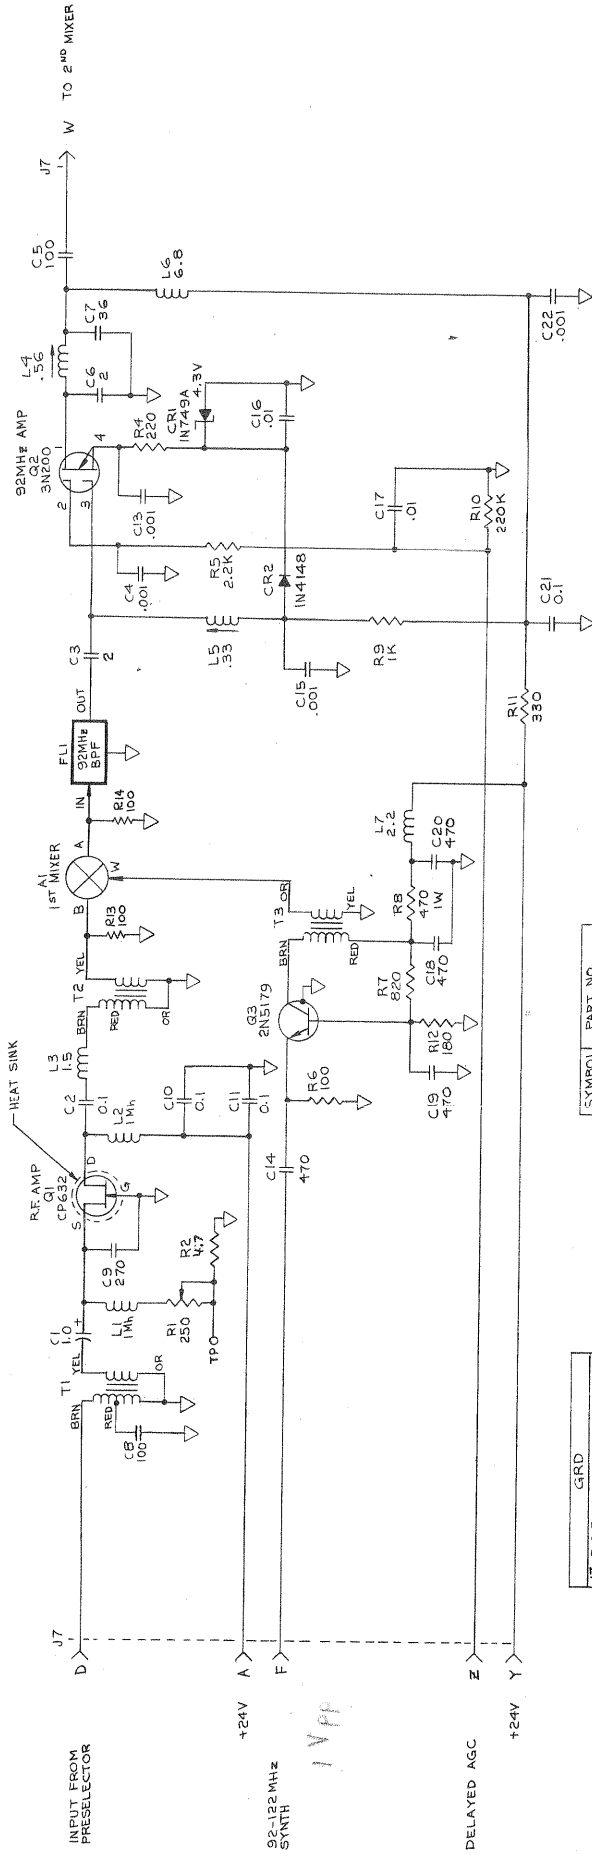 INPUT FROM
PRESELECTOR
J7
D
T1
BRN
RED
YEL
OR
C8
100
C1
1.0
+
L1
1Mh
R1
250
TP0
R2
4.7
C9
270
R.F. AMP
Q1
CP632
S
D
G
HEAT SINK
C2
0.1
L2
1Mh
C10
0.1
C11
0.1
L3
1.5
BRN
T2
YEL
RED
OR
R13
100
B
A1
1ST MIXER
A
W
R14
100
IN
FL1
92MHz
BPF
OUT
C3
2
C4
.001
R5
2.2K
L5
.33
C15
.001
CR2
1N4148
R9
1K
92MHz AMP
Q2
3N200
1
2
3
4
C13
.001
R4
220
CR1
1N749A
4.3V
C16
.01
C17
.01
R10
220K
C6
2
L4
.56
C7
36
L6
6.8
C5
100
J7
1
W
TO 2ND MIXER
C22
.001
C21
0.1
R11
330
+24V
A
92-122MHz
SYNTH
F
1 Vpp
C14
470
R6
100
Q3
2N5179
BRN
T3
OR
RED
YEL
C19
470
R12
180
R7
820
C18
470
R8
470
1W
C20
470
L7
2.2
DELAYED AGC
Z
+24V
Y
GRD
SYMBOL
PART NO.